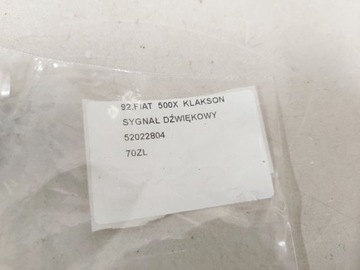 92.FIAT 500X KLAKSON
SYGNAŁ DŹWIĘKOWY
52022804
70ZŁ